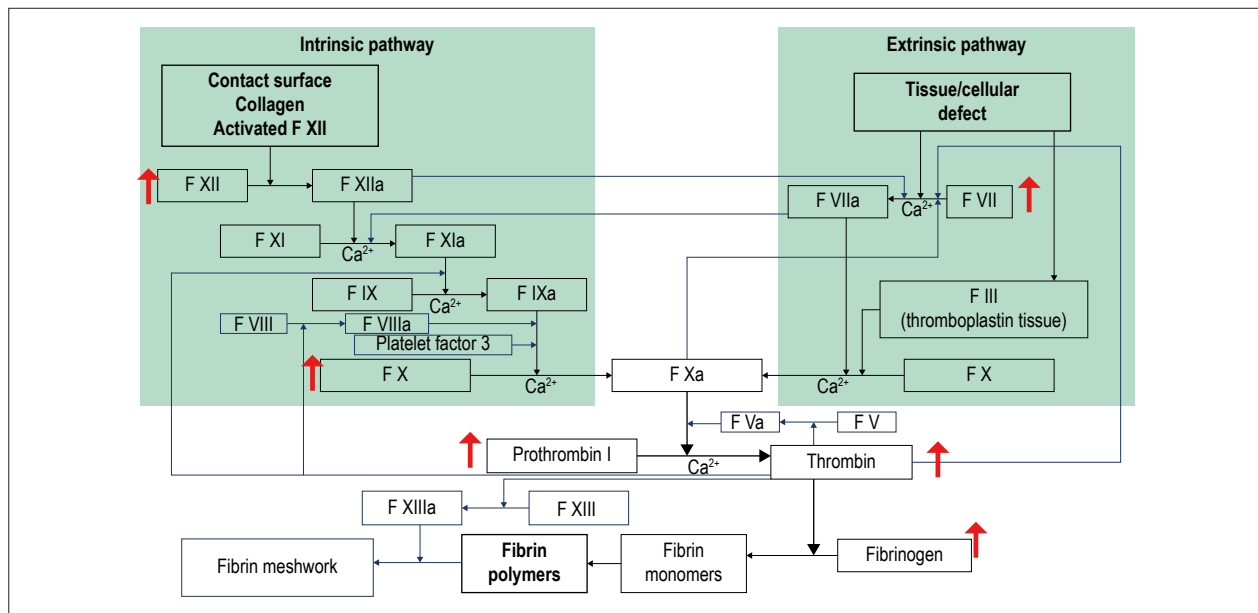 Intrinsic pathway
Extrinsic pathway
Contact surface
Collagen
Activated F XII
Tissue/cellular
defect
F XII
F XIIa
F VIIa
Ca²⁺
F VII
F XI
Ca²⁺
F XIa
F IX
Ca²⁺
F IXa
F III
(thromboplastin tissue)
F VIII
F VIIIa
Platelet factor 3
F X
Ca²⁺
F Xa
Ca²⁺
F X
F Va
F V
Prothrombin I
Ca²⁺
Thrombin
F XIIIa
F XIII
Fibrin meshwork
Fibrin
polymers
Fibrin
monomers
Fibrinogen